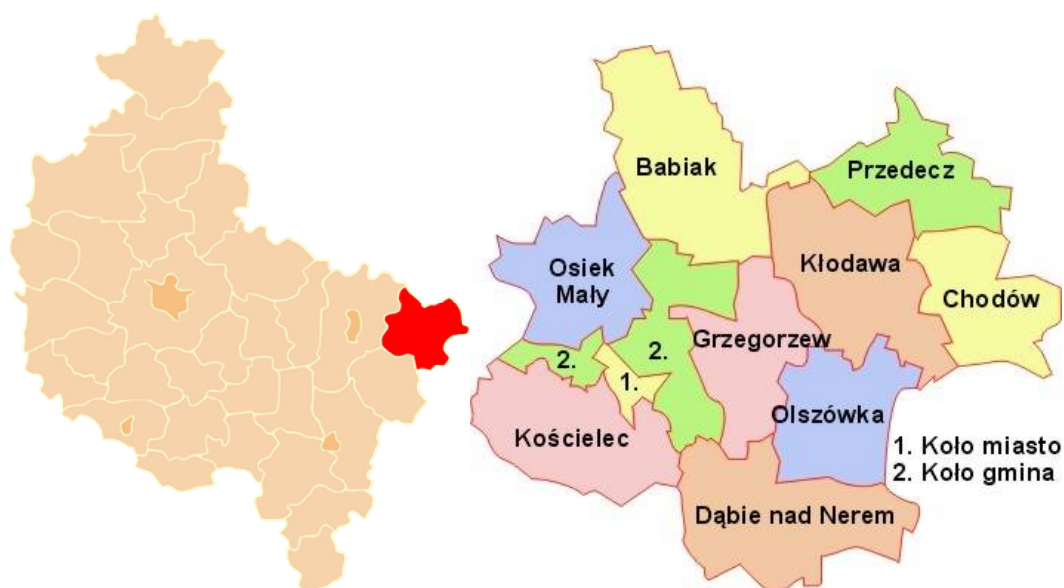 Babiak
Przedecz
Osiek
Mały
Kłodawa
Chodów
Grzegorzew
2.
2.
1.
Olszówka
Kościelec
1. Koło miasto
2. Koło gmina
Dąbie nad Nerem